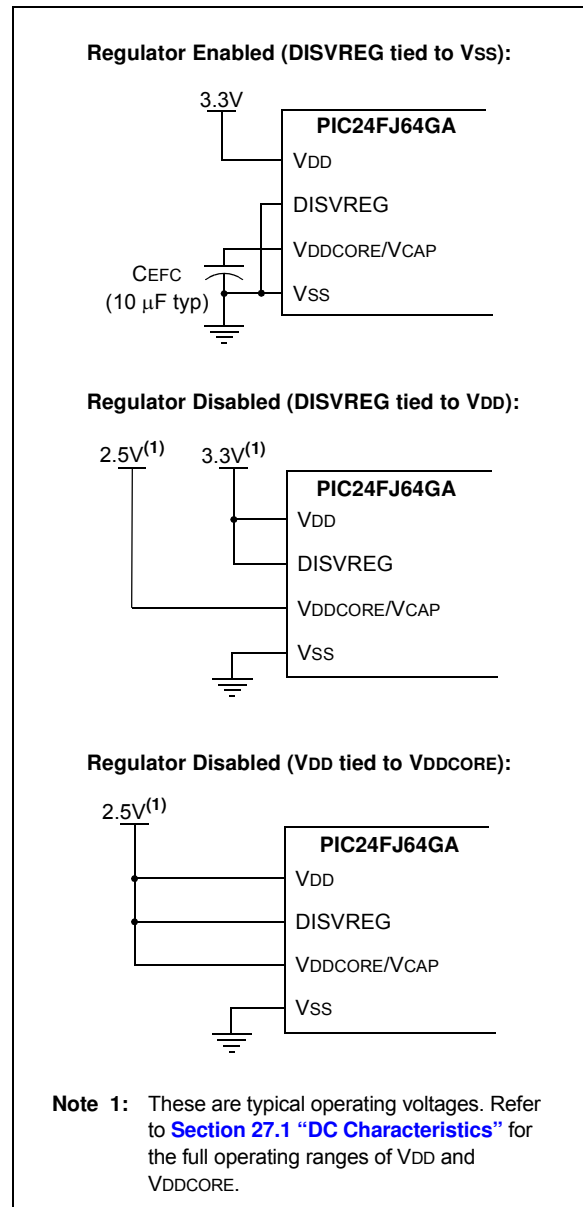 Regulator Enabled (DISVREG tied to VSS):
3.3V
PIC24FJ64GA
VDD
DISVREG
VDDCORE/VCAP
CEFC
(10 μF typ)
VSS
Regulator Disabled (DISVREG tied to VDD):
2.5V(1)
3.3V(1)
PIC24FJ64GA
VDD
DISVREG
VDDCORE/VCAP
VSS
Regulator Disabled (VDD tied to VDDCORE):
2.5V(1)
PIC24FJ64GA
VDD
DISVREG
VDDCORE/VCAP
VSS
Note 1: These are typical operating voltages. Refer
to Section 27.1 “DC Characteristics” for
the full operating ranges of VDD and
VDDCORE.